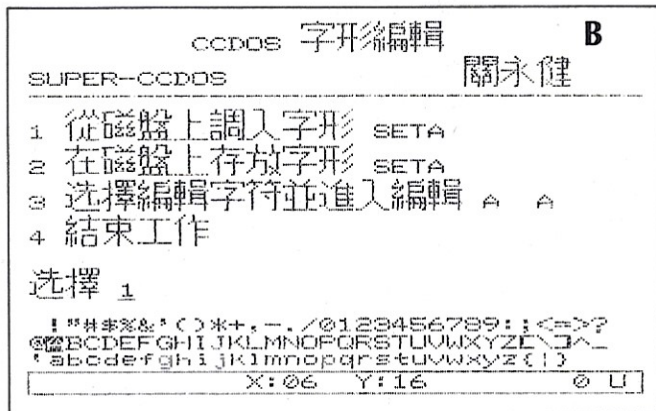 CCDOS 字形編輯 B
SUPER-CCDOS 關永健
1 從磁盤上調入字形 SETA
2 在磁盤上存放字形 SETA
3 选擇編輯字符並進入編輯 A A
4 結束工作
选擇 1
!"#$%&'()*+,-./0123456789:;<=>?
@ABCDEFGHIJKLMNOPQRSTUVWXYZ[\]^_
'abcdefghijklmnopqrstuvwxyz{|}
X:06 Y:16 0 U